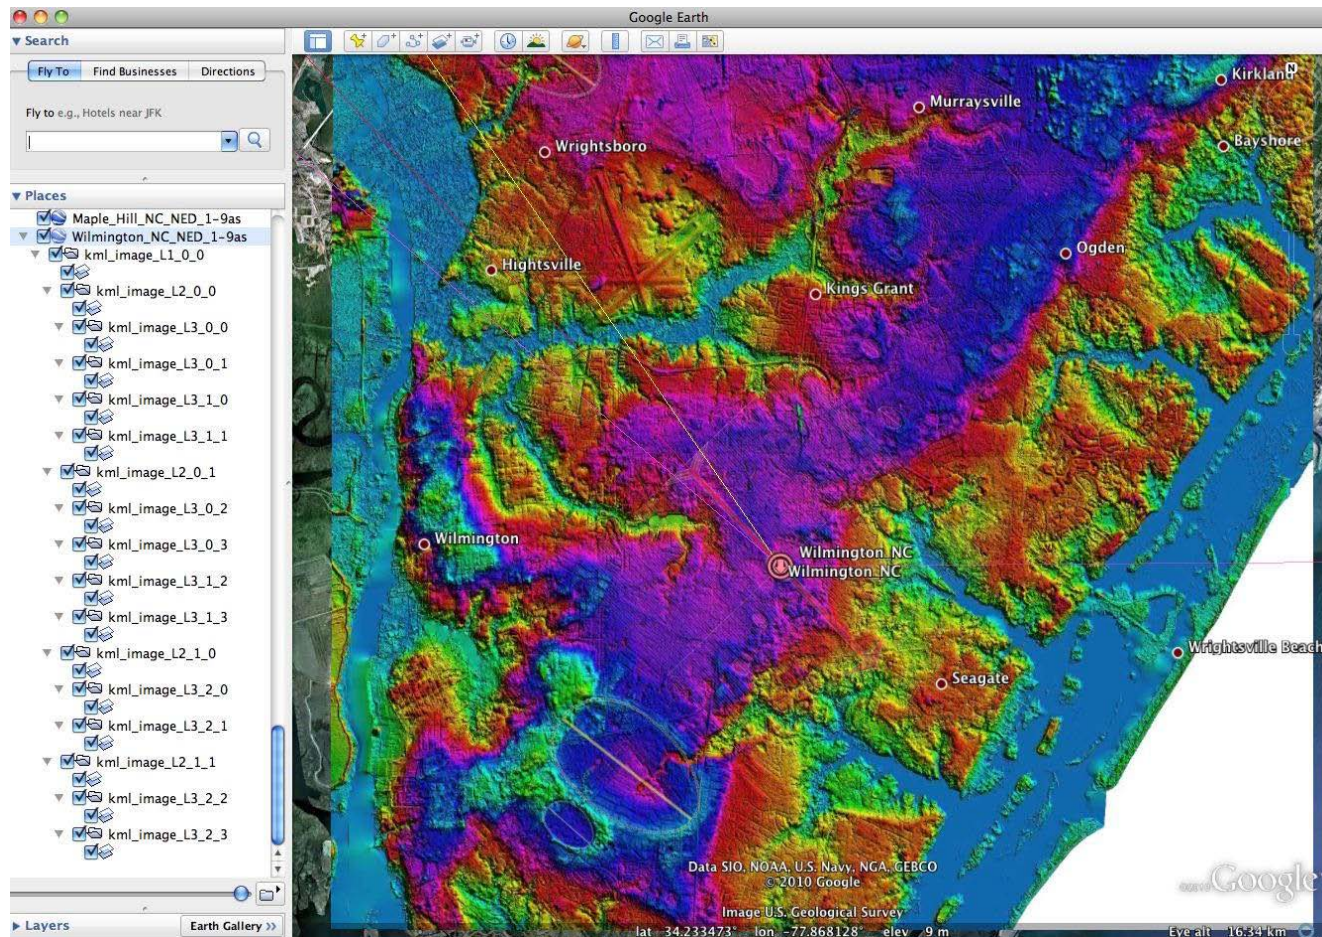 Google Earth
Search
Fly To
Find Businesses
Directions
Fly to e.g., Hotels near JFK
Places
Maple_Hill_NC_NED_1-9as
Wilmington_NC_NED_1-9as
kml_image_L1_0_0
kml_image_L2_0_0
kml_image_L3_0_0
kml_image_L3_0_1
kml_image_L3_1_0
kml_image_L3_1_1
kml_image_L2_0_1
kml_image_L3_0_2
kml_image_L3_0_3
kml_image_L3_1_2
kml_image_L3_1_3
kml_image_L2_1_0
kml_image_L3_2_0
kml_image_L3_2_1
kml_image_L2_1_1
kml_image_L3_2_2
kml_image_L3_2_3
Layers
Earth Gallery >>
N
Kirkland
Murraysville
Bayshore
Wrightsboro
Ogden
Hightsville
Kings Grant
Wilmington
Wilmington_NC
Wilmington_NC
Wrightsville Beach
Seagate
Data SIO, NOAA, U.S. Navy, NGA, GEBCO
© 2010 Google
Image U.S. Geological Survey
Google
lat 34.233473° lon -77.868128° elev 9 m
Eye alt 16.34 km